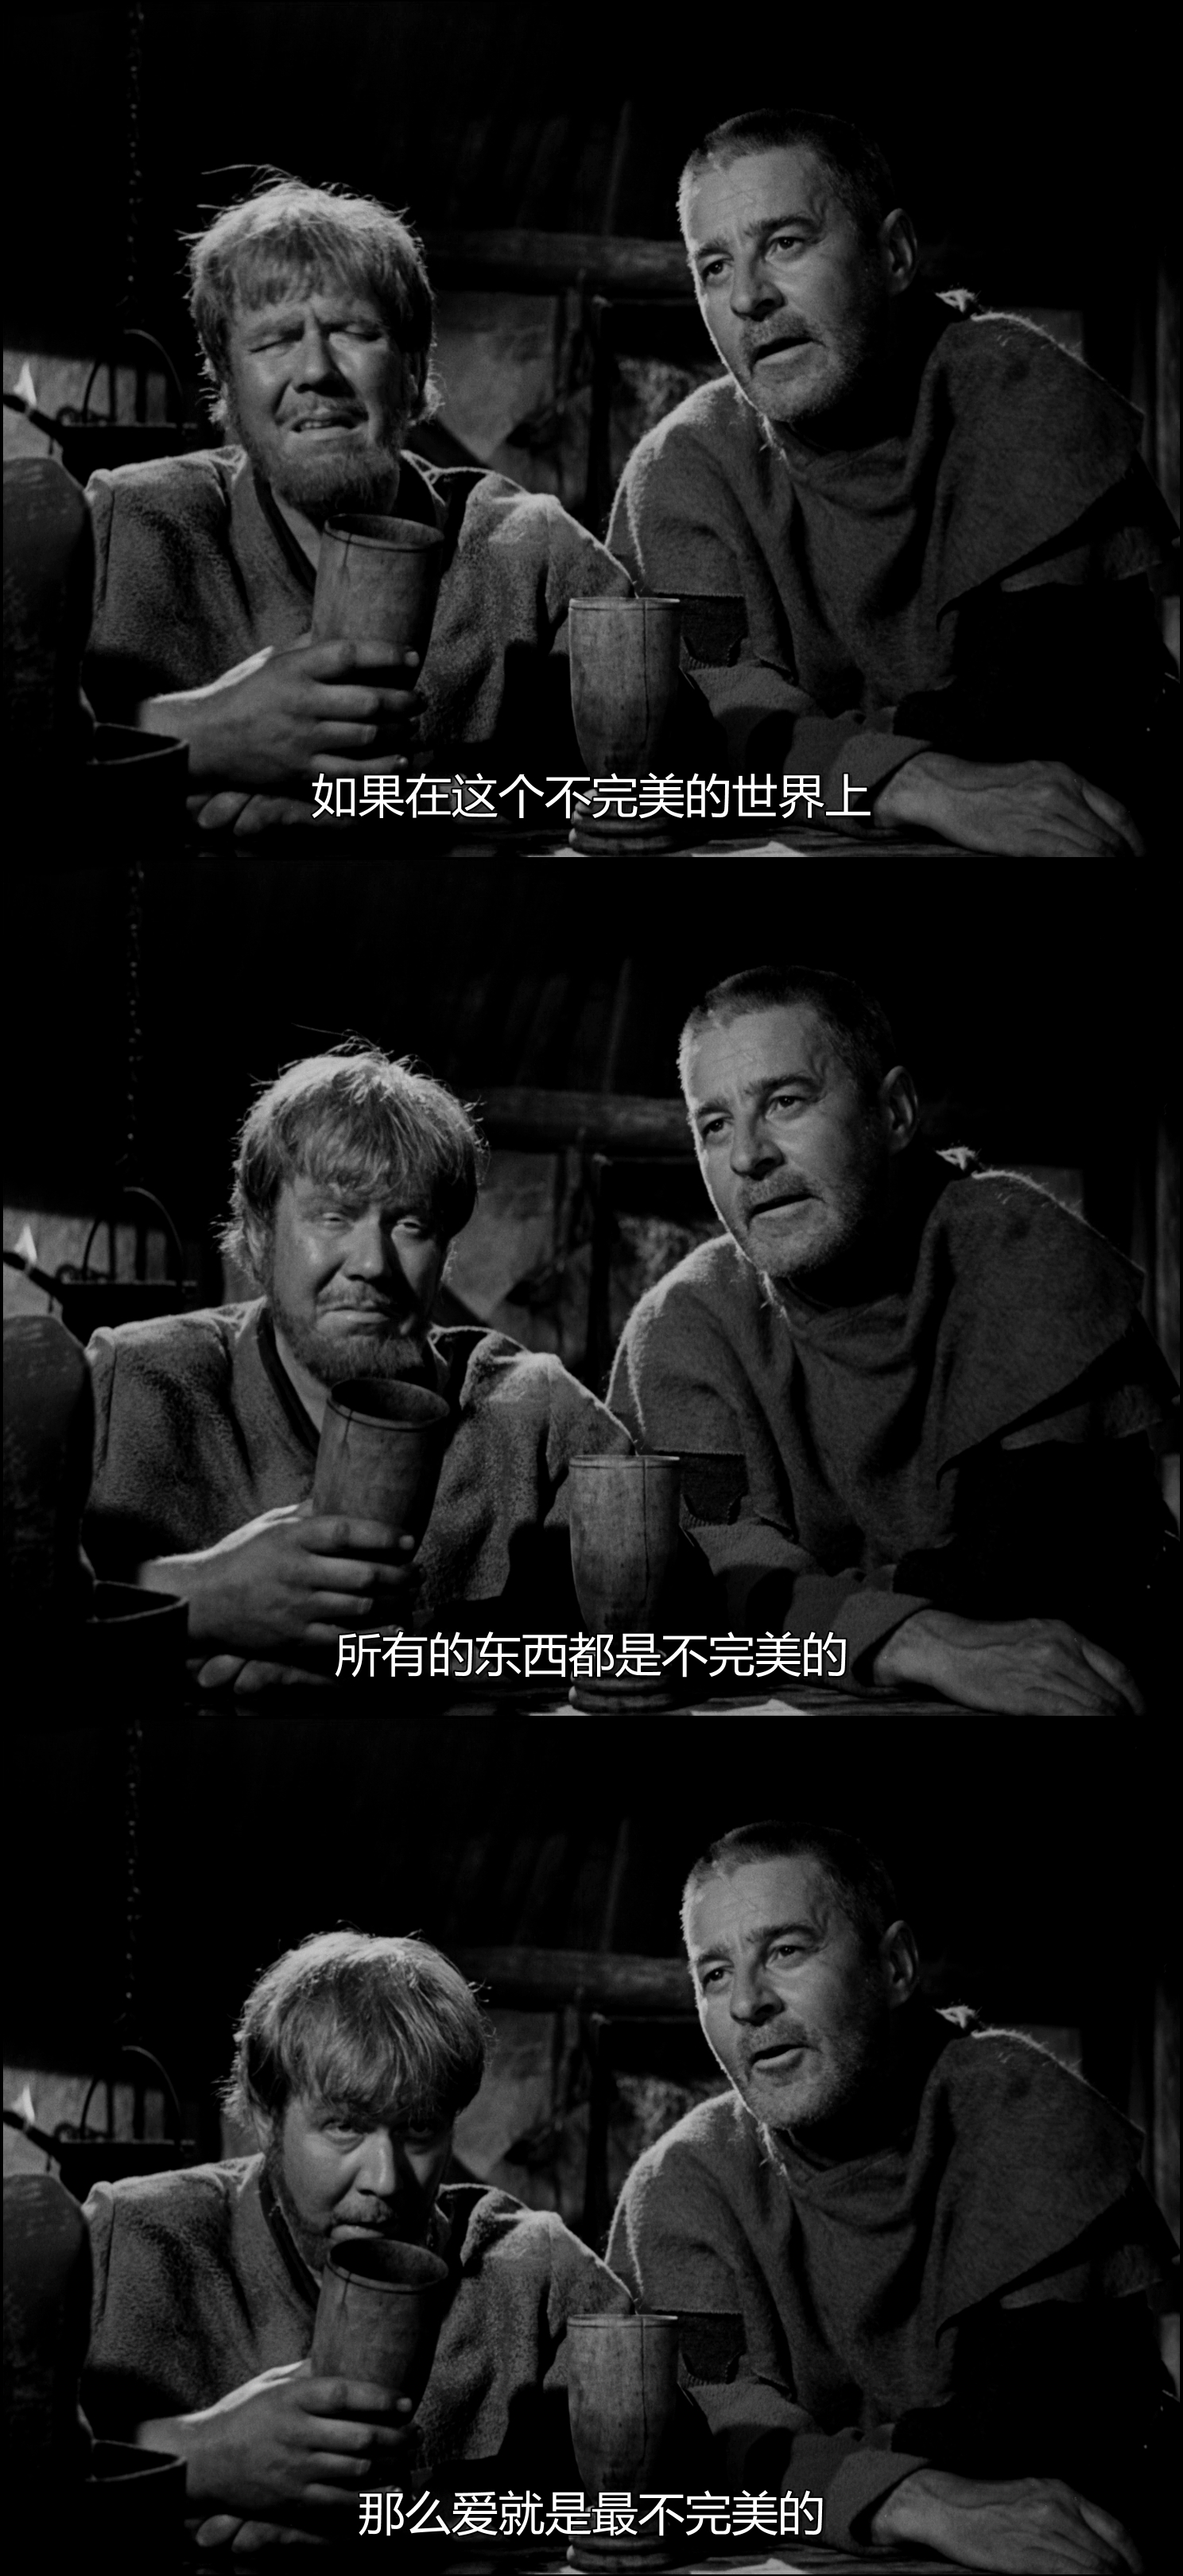 如果在这个不完美的世界上
所有的东西都是不完美的
那么爱就是最不完美的